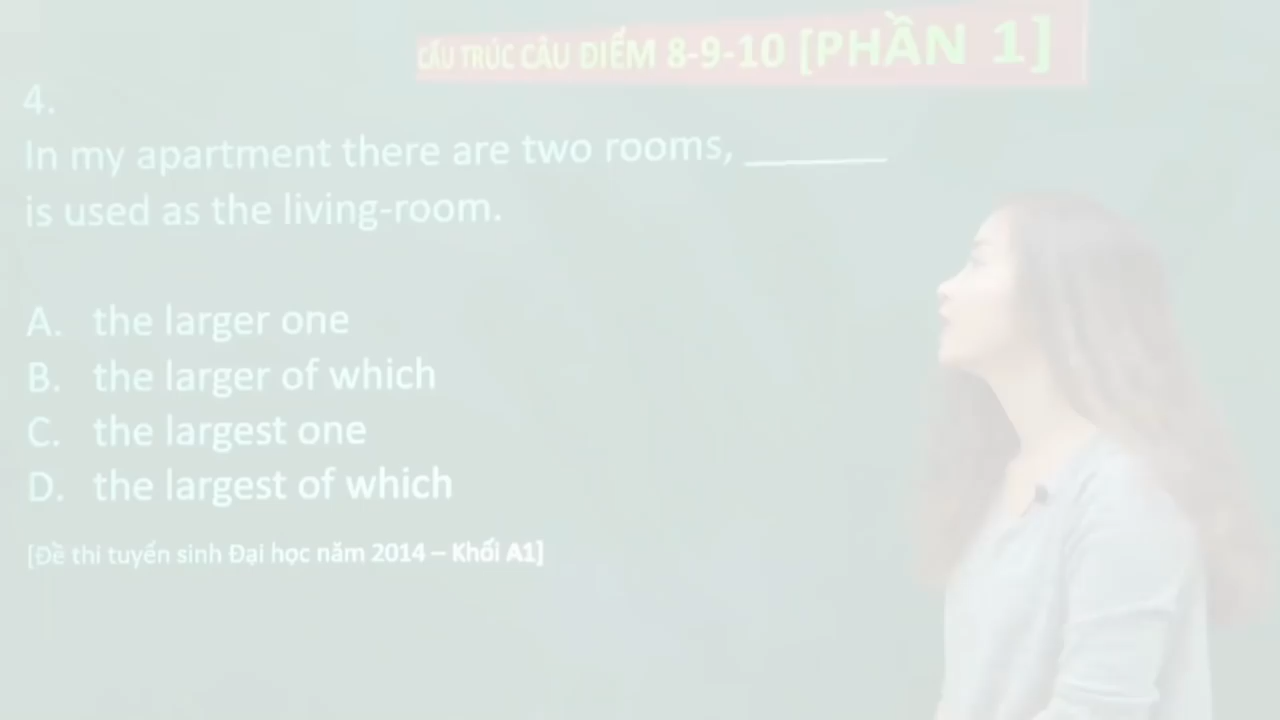 CẤU TRÚC CÂU ĐIỂM 8-9-10 [PHẦN 1]
4.
In my apartment there are two rooms, _______
is used as the living-room.
A. the larger one
B. the larger of which
C. the largest one
D. the largest of which
[Đề thi tuyển sinh Đại học năm 2014 – Khối A1]